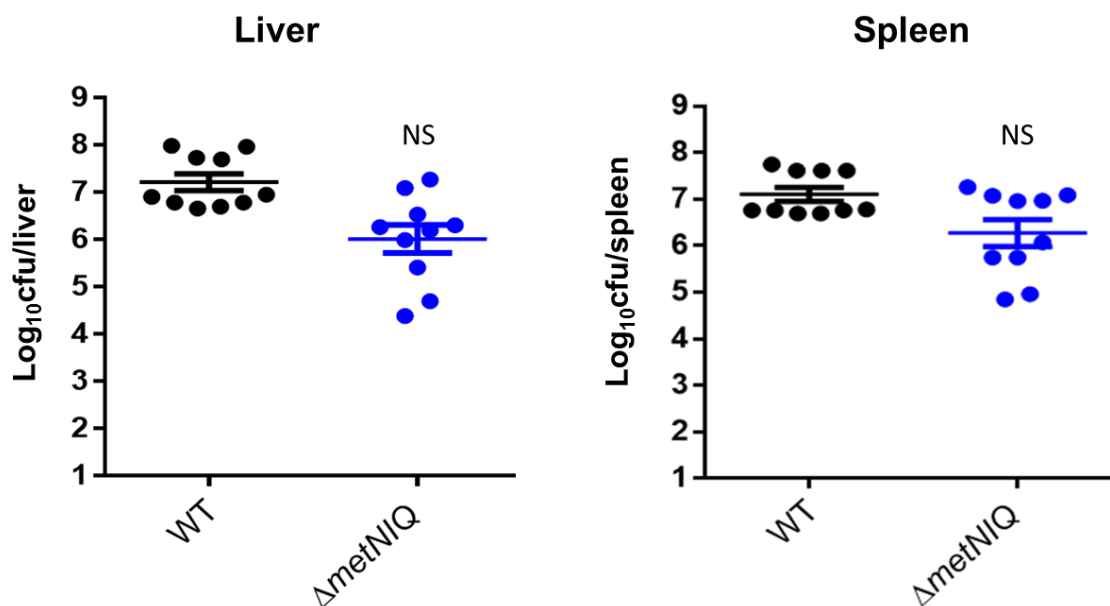 Liver
Log₁₀cfu/liver
9
8
7
6
5
4
3
2
1
NS
WT
ΔmetNIQ
Spleen
Log₁₀cfu/spleen
9
8
7
6
5
4
3
2
1
NS
WT
ΔmetNIQ